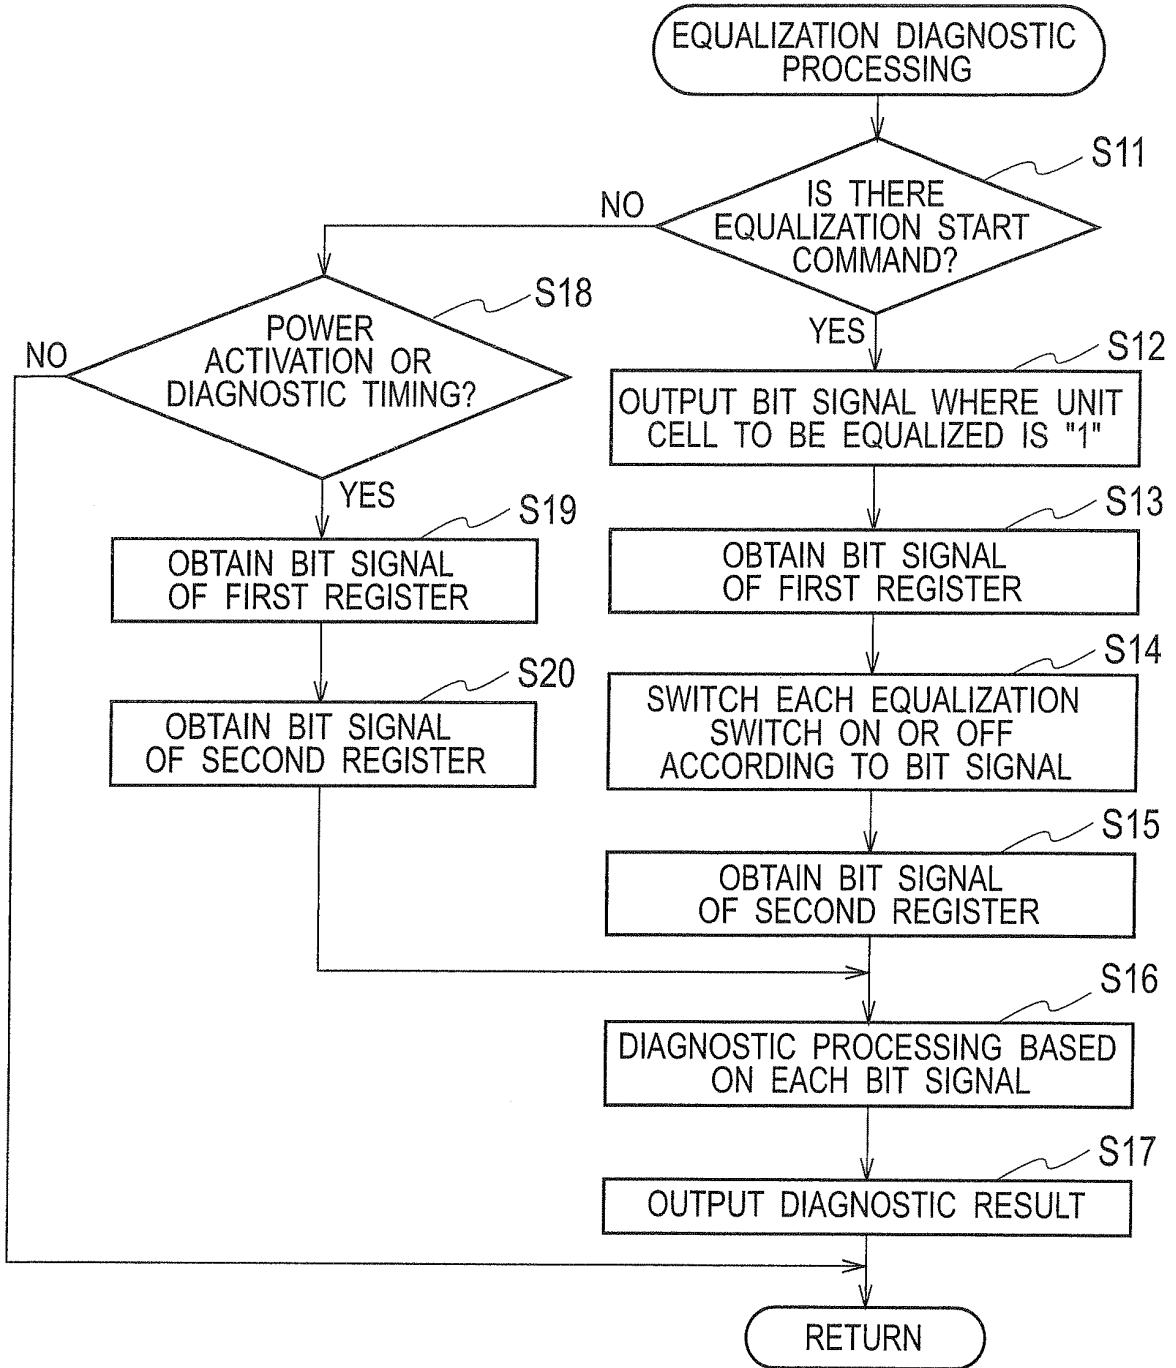 EQUALIZATION DIAGNOSTIC
PROCESSING
S11
IS THERE
EQUALIZATION START
COMMAND?
NO
YES
S18
POWER
ACTIVATION OR
DIAGNOSTIC TIMING?
NO
YES
S12
OUTPUT BIT SIGNAL WHERE UNIT
CELL TO BE EQUALIZED IS "1"
S13
OBTAIN BIT SIGNAL
OF FIRST REGISTER
S19
OBTAIN BIT SIGNAL
OF FIRST REGISTER
S14
SWITCH EACH EQUALIZATION
SWITCH ON OR OFF
ACCORDING TO BIT SIGNAL
S20
OBTAIN BIT SIGNAL
OF SECOND REGISTER
S15
OBTAIN BIT SIGNAL
OF SECOND REGISTER
S16
DIAGNOSTIC PROCESSING BASED
ON EACH BIT SIGNAL
S17
OUTPUT DIAGNOSTIC RESULT
RETURN